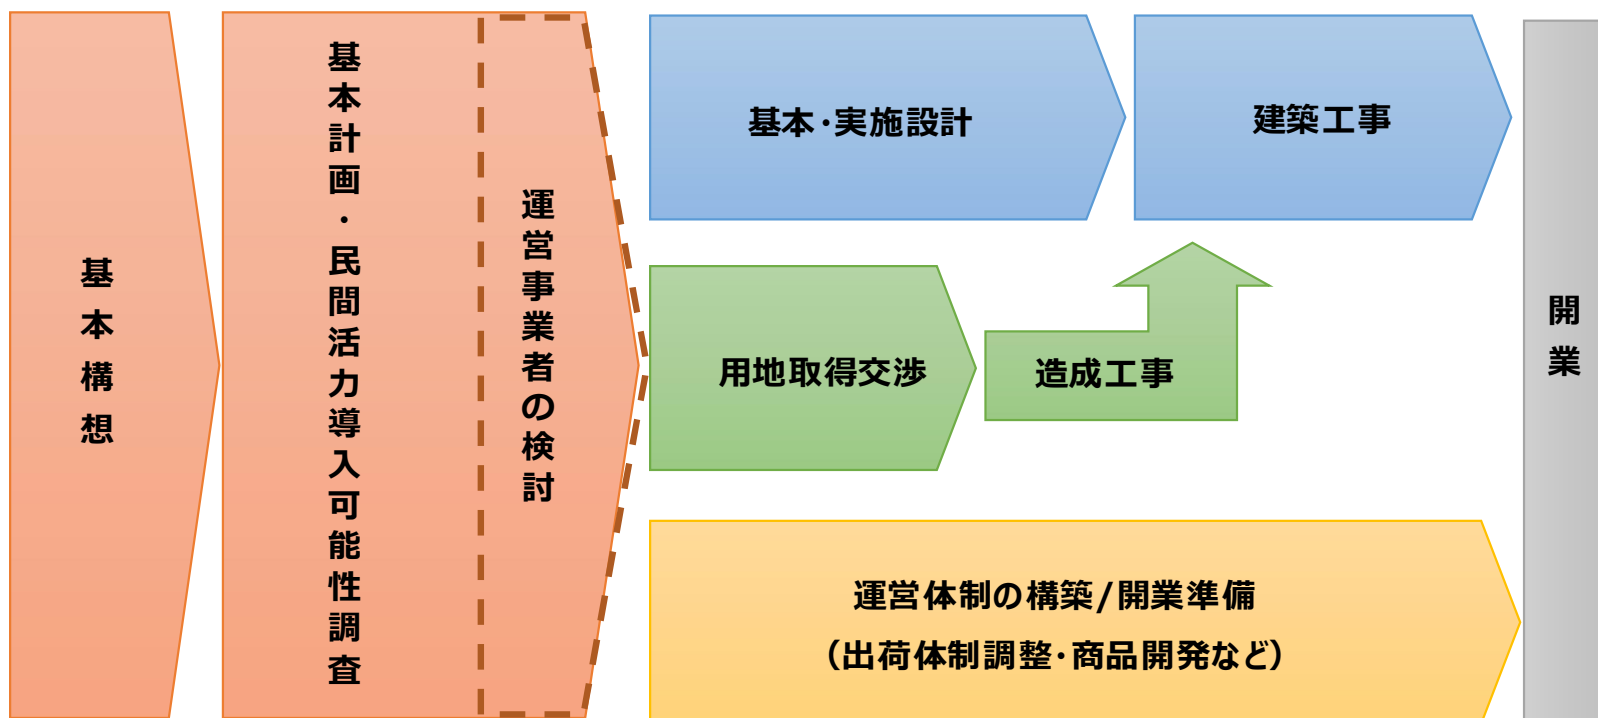 基本構想
基本計画・民間活力導入可能性調査
運営事業者の検討
基本・実施設計
建築工事
用地取得交渉
造成工事
運営体制の構築/開業準備
（出荷体制調整・商品開発など）
開業